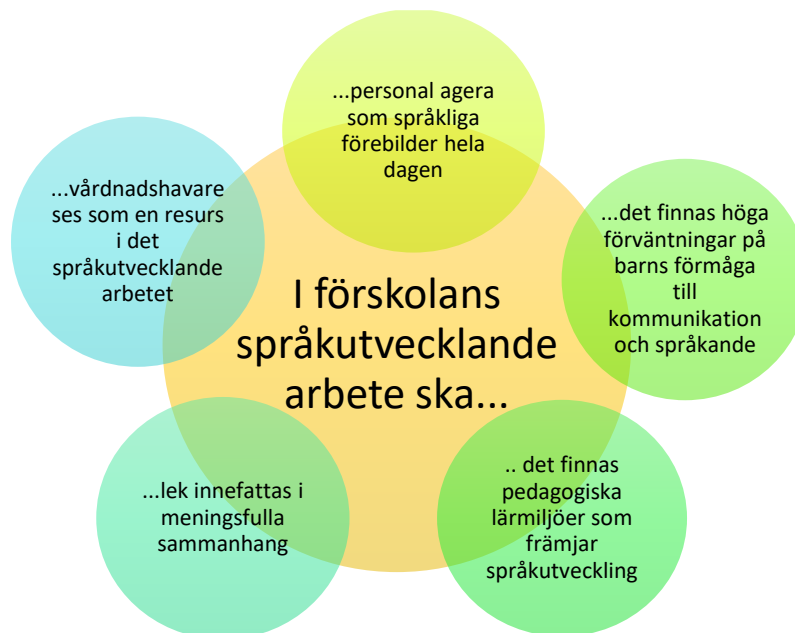 I förskolans
språkutvecklande
arbete ska...
...personal agera
som språkliga
förebilder hela
dagen
...det finnas höga
förväntningar på
barns förmåga
till
kommunikation
och språkande
.. det finnas
pedagogiska
lärmiljöer som
främjar
språkutveckling
...lek innefattas i
meningsfulla
sammanhang
...vårdnadshavare
ses som en resurs
i det
språkutvecklande
arbetet